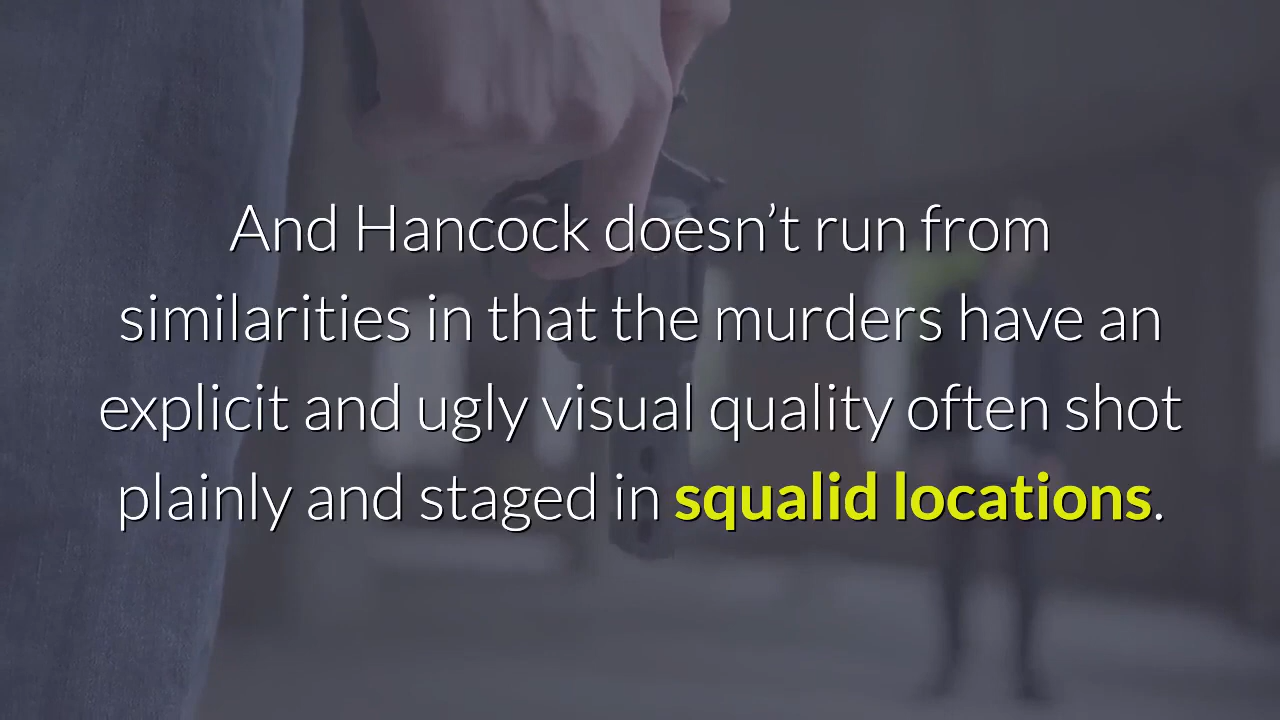 And Hancock doesn’t run from
similarities in that the murders have an
explicit and ugly visual quality often shot
plainly and staged in squalid locations.